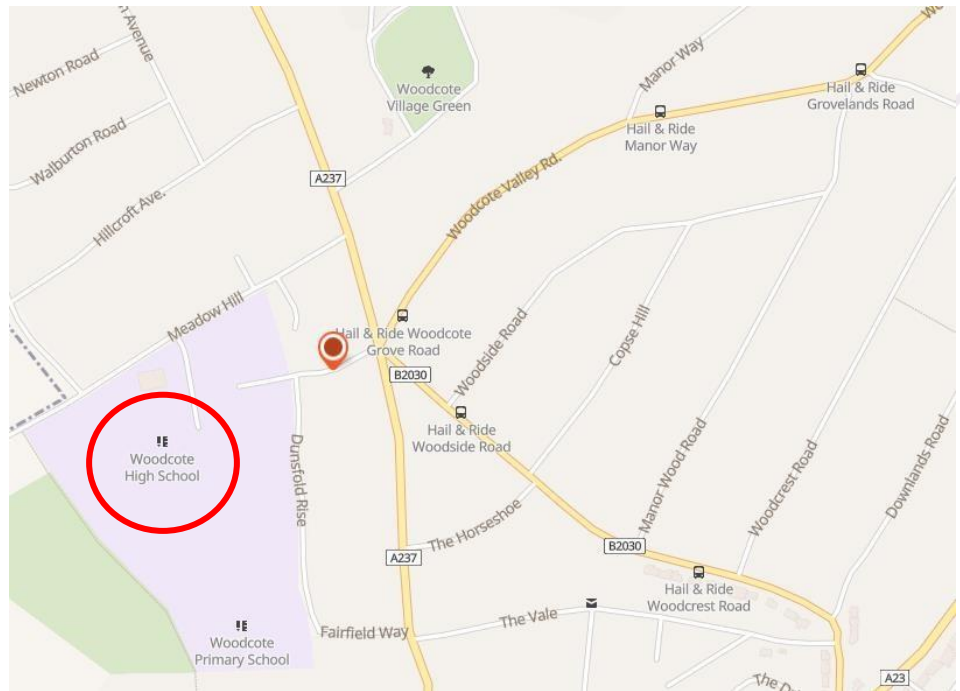 Newton Road
Walburton Road
Hillcroft Ave.
Avenue
Woodcote
Village Green
Manor Way
Hail & Ride
Grovelands Road
Hail & Ride
Manor Way
A237
Woodcote Valley Rd.
Meadow Hill
Hail & Ride Woodcote
Grove Road
B2030
Woodside Road
Copse Hill
Hail & Ride
Woodside Road
Woodcote
High School
Dunsfold Rise
Manor Wood Road
Woodcrest Road
Downlands Road
The Horseshoe
A237
B2030
Hail & Ride
Woodcrest Road
The Vale
Fairfield Way
Woodcote
Primary School
The
A23